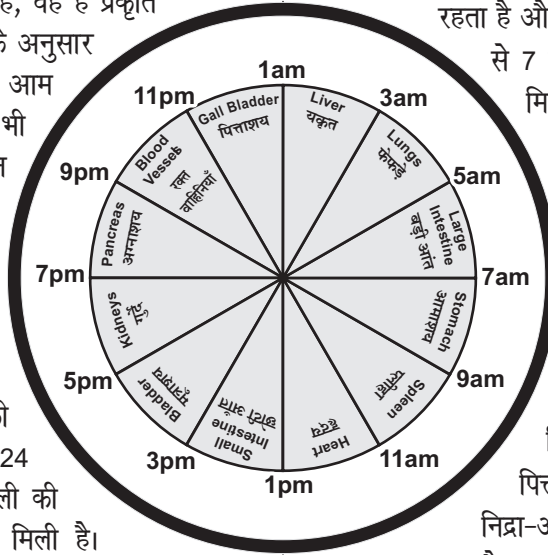 है, वह है प्रकृति
के अनुसार
आम
भी
रहता है और
से 7
मि
1am
3am
5am
7am
9am
11am
1pm
3pm
5pm
7pm
9pm
11pm
Liver
यकृत
Lungs
फेफड़े
Large
Intestine
बड़ी आंत
Stomach
आमाशय
Spleen
प्लीहा
Heart
हृदय
Small
Intestine
छोटी आंत
Bladder
मूत्राशय
Kidneys
गुर्दे
Pancreas
अग्नाशय
Blood
Vessels
रक्त
वाहिनियाँ
Gall Bladder
पित्ताशय
24
ली की
मिली है।
पित्त
निद्रा-अ